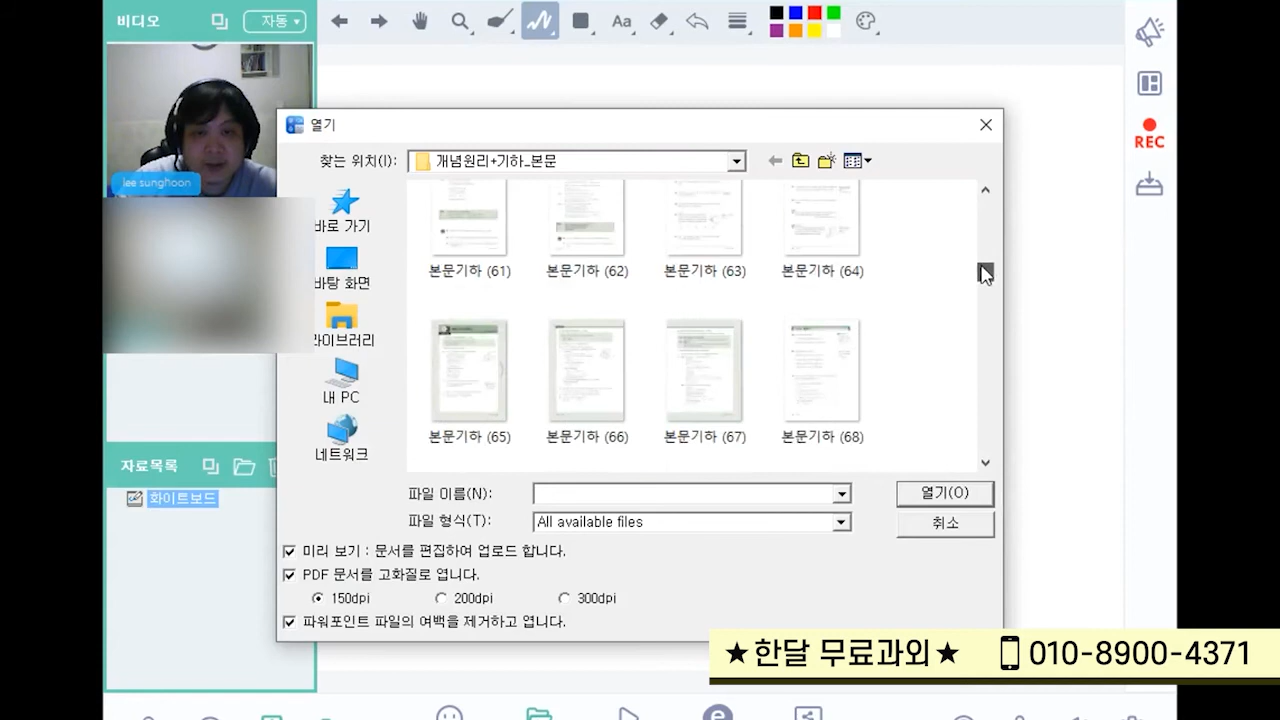 비디오
자동
Aa
REC
lee sunghoon
열기
찾는 위치(I):
개념원리+기하_본문
바로 가기
바탕 화면
라이브러리
내 PC
네트워크
본문기하 (61)
본문기하 (62)
본문기하 (63)
본문기하 (64)
본문기하 (65)
본문기하 (66)
본문기하 (67)
본문기하 (68)
자료목록
화이트보드
파일 이름(N):
열기(O)
파일 형식(T):
All available files
취소
미리 보기 : 문서를 편집하여 업로드 합니다.
PDF 문서를 고화질로 엽니다.
150dpi
200dpi
300dpi
파워포인트 파일의 여백을 제거하고 엽니다.
★한달 무료과외★ 010-8900-4371